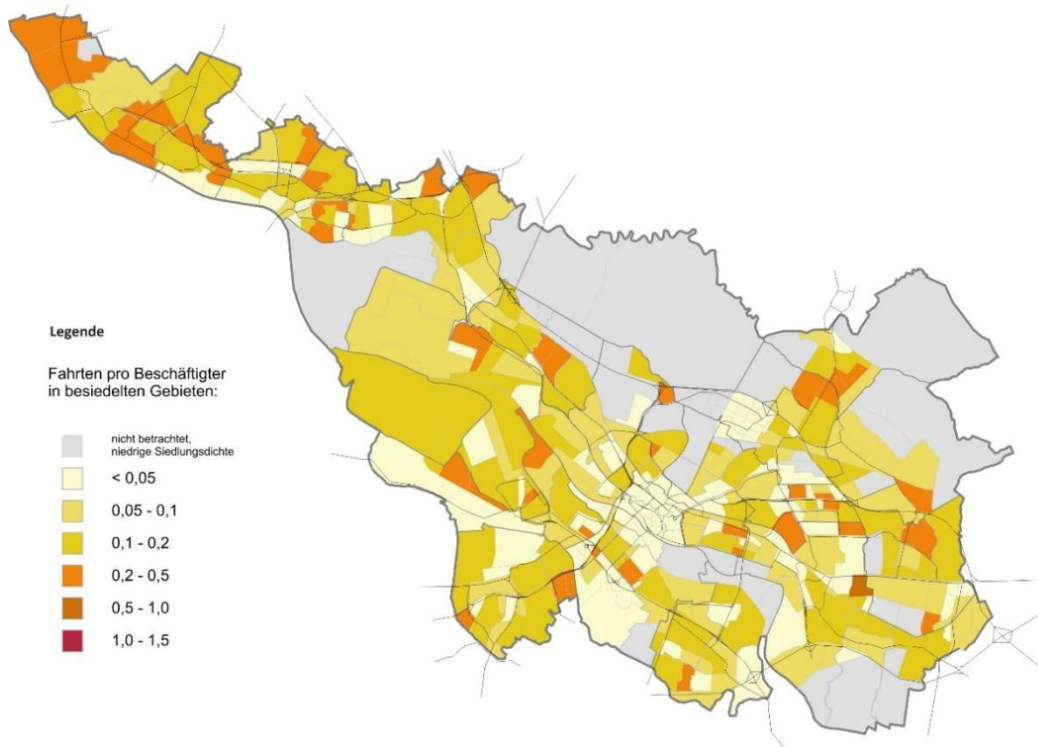 Legende
Fahrten pro Beschäftigter
in besiedelten Gebieten:
nicht betrachtet,
niedrige Siedlungsdichte
< 0,05
0,05 - 0,1
0,1 - 0,2
0,2 - 0,5
0,5 - 1,0
1,0 - 1,5